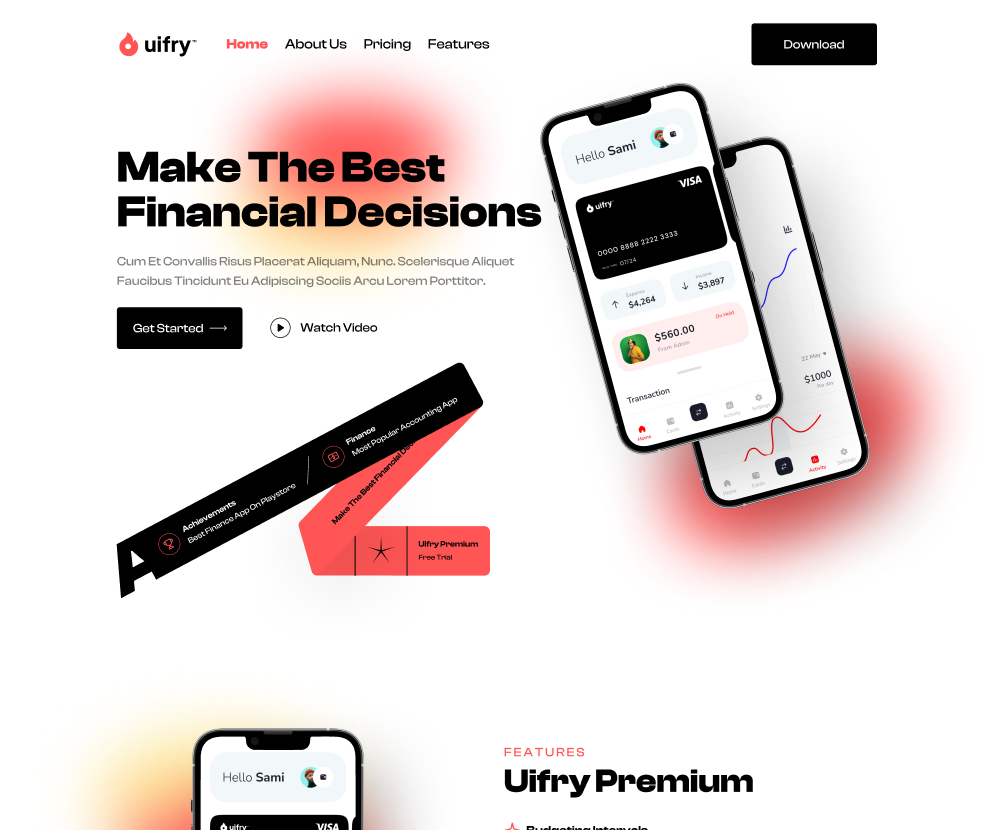 uifry™
Home
About Us
Pricing
Features
Download
Make The Best
Financial Decisions
Cum Et Convallis Risus Placerat Aliquam, Nunc. Scelerisque Aliquet
Faucibus Tincidunt Eu Adipiscing Sociis Arcu Lorem Porttitor.
Get Started
Watch Video
Hello Sami
uifry
VISA
0000 8888 2222 3333
07/24
Expense
$4,264
Income
$3,897
$560.00
From Adom
On Hold
Transaction
Home
Cards
Activity
Settings
22 May
$1000
Per day
Home
Cards
Activity
Settings
Achievements
Best Finance App On Playstore
Finance
Most Popular Accounting App
Make The Best Financial
Uifry Premium
Free Trial
Hello Sami
uifry
VISA
FEATURES
Uifry Premium
Budgeting Intervals